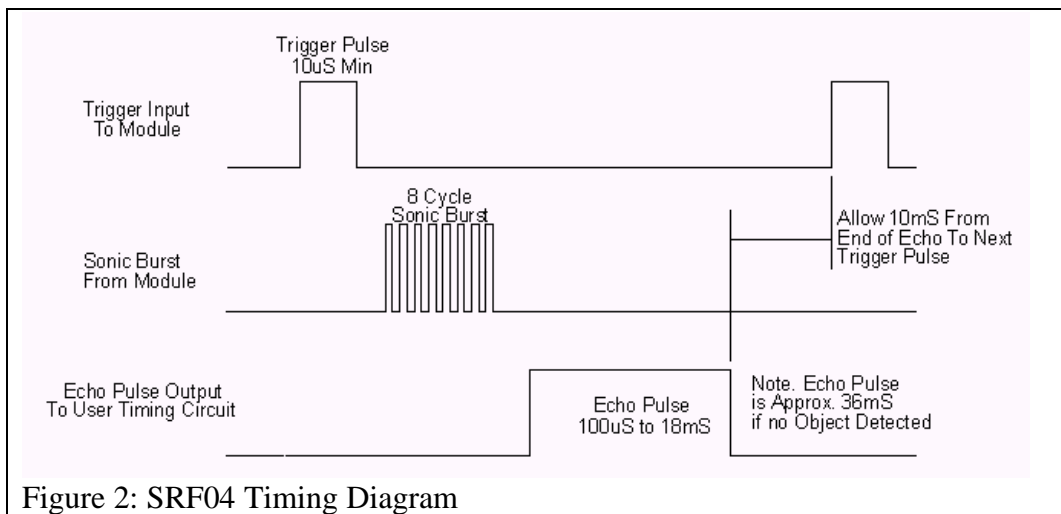 Trigger Pulse
10uS Min
Trigger Input
To Module
8 Cycle
Sonic Burst
Allow 10mS From
End of Echo To Next
Trigger Pulse
Sonic Burst
From Module
Echo Pulse Output
To User Timing Circuit
Echo Pulse
100uS to 18mS
Note. Echo Pulse
is Approx. 36mS
if no Object Detected
Figure 2: SRF04 Timing Diagram